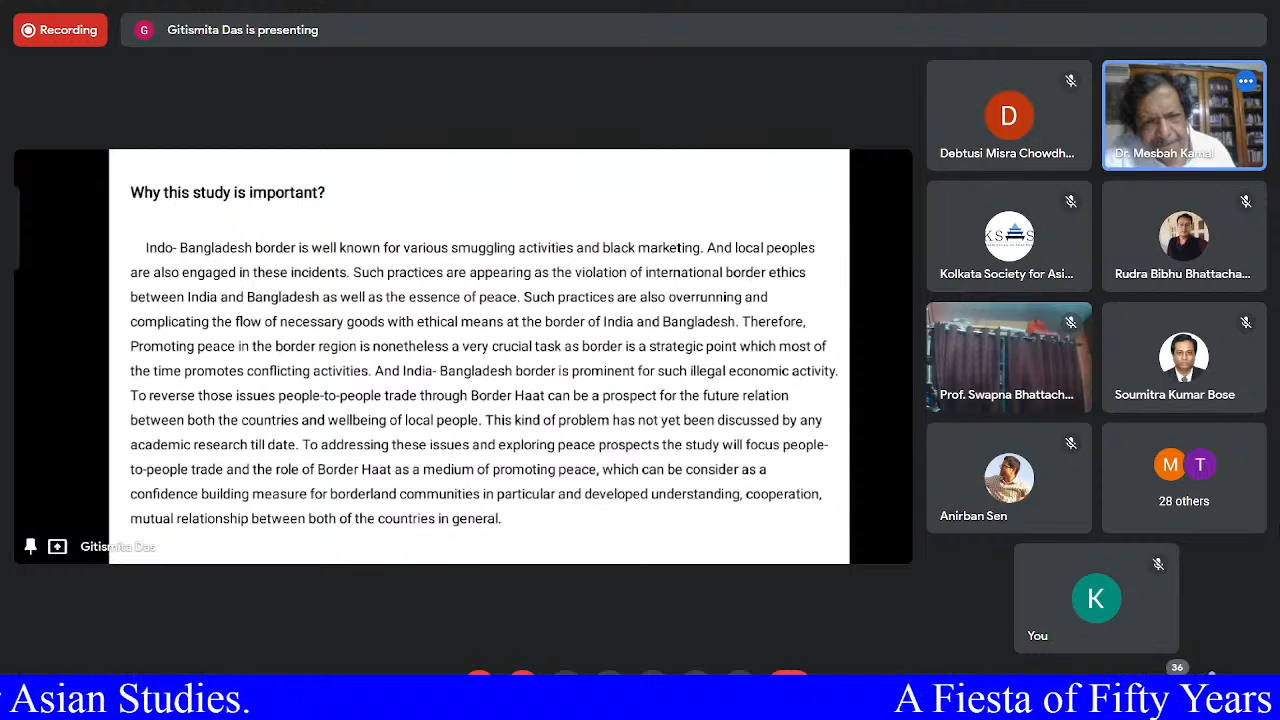 Recording
G
Gitismita Das is presenting
Why this study is important?
Indo- Bangladesh border is well known for various smuggling activities and black marketing. And local peoples
are also engaged in these incidents. Such practices are appearing as the violation of international border ethics
between India and Bangladesh as well as the essence of peace. Such practices are also overrunning and
complicating the flow of necessary goods with ethical means at the border of India and Bangladesh. Therefore,
Promoting peace in the border region is nonetheless a very crucial task as border is a strategic point which most of
the time promotes conflicting activities. And India- Bangladesh border is prominent for such illegal economic activity.
To reverse those issues people-to-people trade through Border Haat can be a prospect for the future relation
between both the countries and wellbeing of local people. This kind of problem has not yet been discussed by any
academic research till date. To addressing these issues and exploring peace prospects the study will focus people-
to-people trade and the role of Border Haat as a medium of promoting peace, which can be consider as a
confidence building measure for borderland communities in particular and developed understanding, cooperation,
mutual relationship between both of the countries in general.
Gitismita Das
D
Debtusi Misra Chowdh...
Dr. Mesbah Kamal
Kolkata Society for Asi...
Rudra Bibhu Bhattacha...
Prof. Swapna Bhattach...
Soumitra Kumar Bose
Anirban Sen
M
T
28 others
K
You
36
Asian Studies.
A Fiesta of Fifty Years